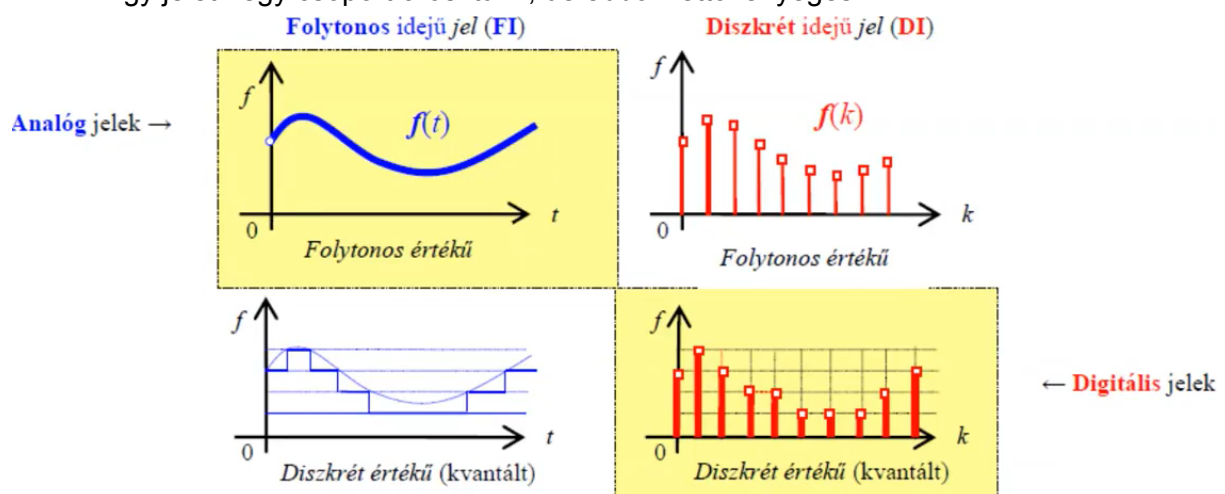 Folytonos idejű jel (FI)
Diszkrét idejű jel (DI)
Analóg jelek →
f
f(t)
0
t
Folytonos értékű
f
f(k)
0
k
Folytonos értékű
f
0
t
Diszkrét értékű (kvantált)
f
0
k
Diszkrét értékű (kvantált)
← Digitális jelek